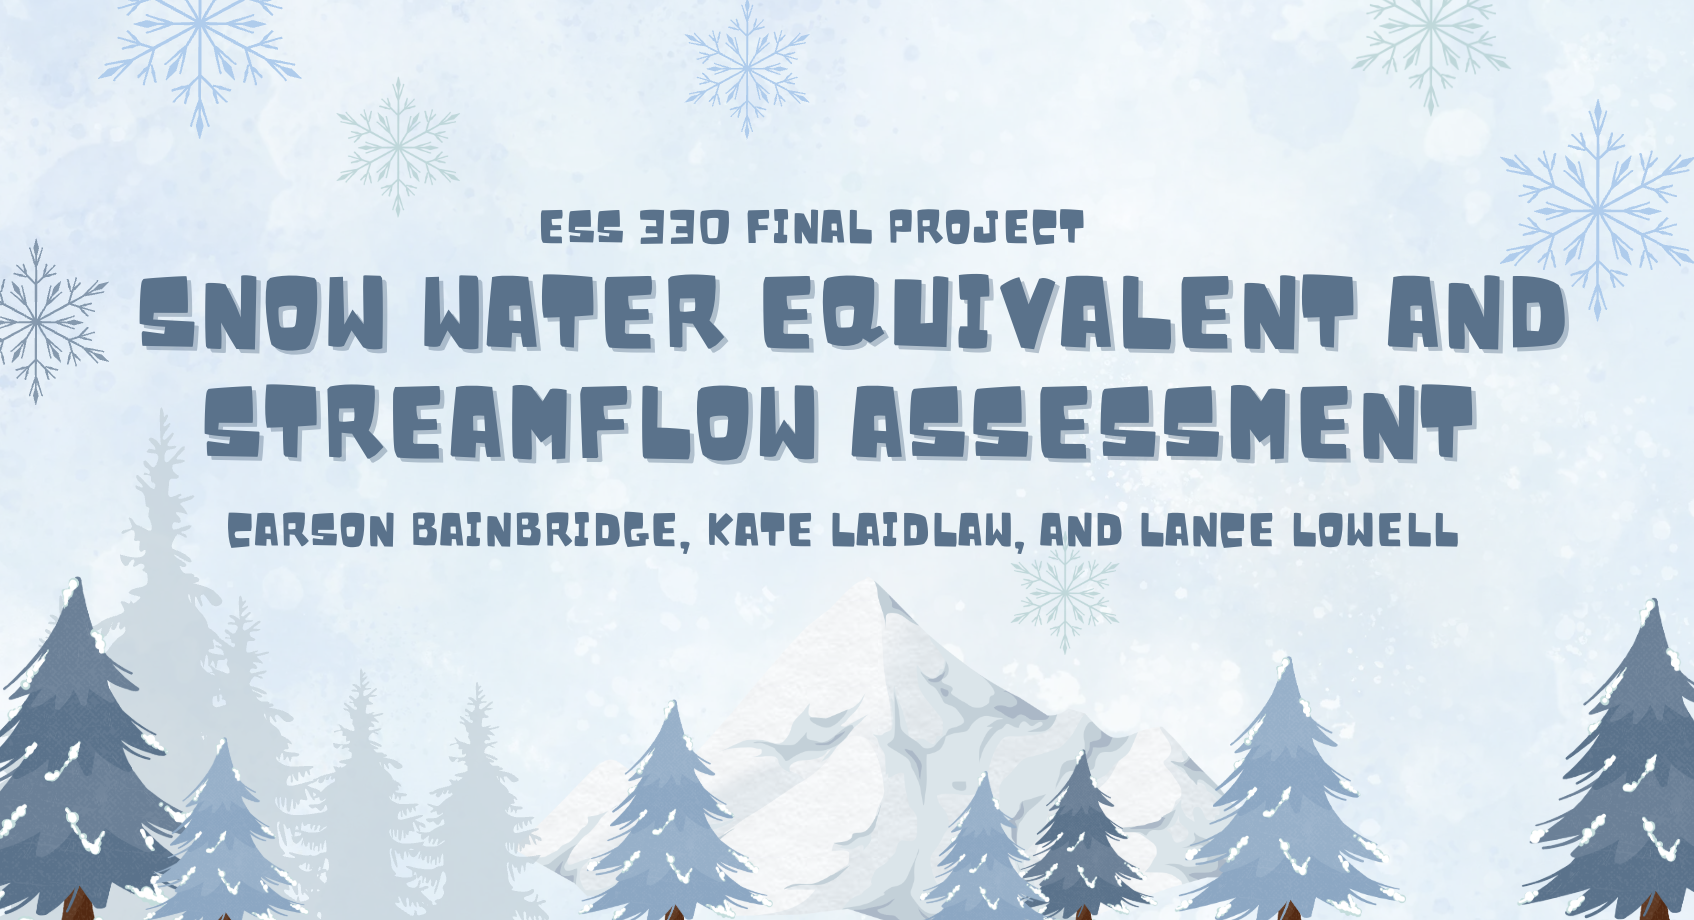 ESS 330 FINAL PROJECT
SNOW WATER EQUIVALENT AND
STREAMFLOW ASSESSMENT
CARSON BAINBRIDGE, KATE LAIDLAW, AND LANCE LOWELL